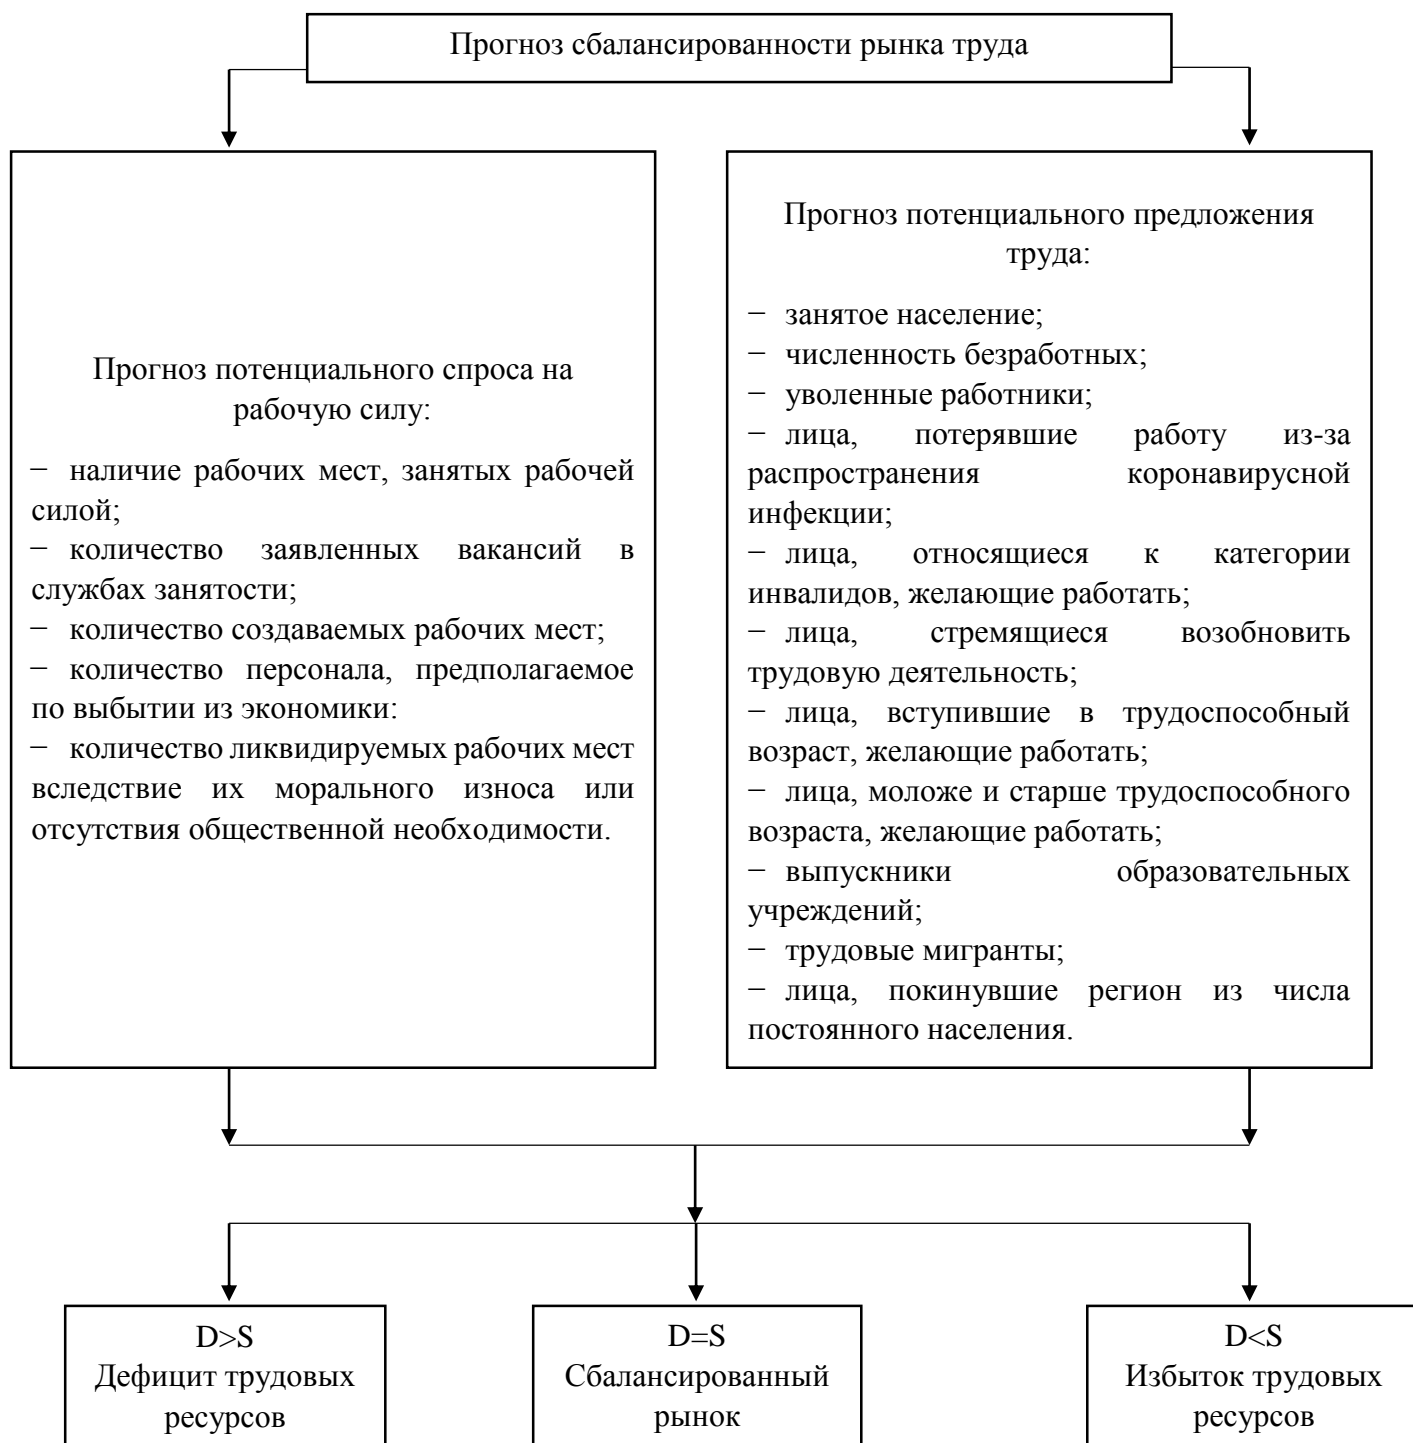 Прогноз сбалансированности рынка труда
Прогноз потенциального спроса на
рабочую силу:
− наличие рабочих мест, занятых рабочей
силой;
− количество заявленных вакансий в
службах занятости;
− количество создаваемых рабочих мест;
− количество персонала, предполагаемое
по выбытии из экономики:
− количество ликвидируемых рабочих мест
вследствие их морального износа или
отсутствия общественной необходимости.
Прогноз потенциального предложения
труда:
− занятое население;
− численность безработных;
− уволенные работники;
− лица, потерявшие работу из-за
распространения коронавирусной
инфекции;
− лица, относящиеся к категории
инвалидов, желающие работать;
− лица, стремящиеся возобновить
трудовую деятельность;
− лица, вступившие в трудоспособный
возраст, желающие работать;
− лица, моложе и старше трудоспособного
возраста, желающие работать;
− выпускники образовательных
учреждений;
− трудовые мигранты;
− лица, покинувшие регион из числа
постоянного населения.
D>S
Дефицит трудовых
ресурсов
D=S
Сбалансированный
рынок
D<S
Избыток трудовых
ресурсов